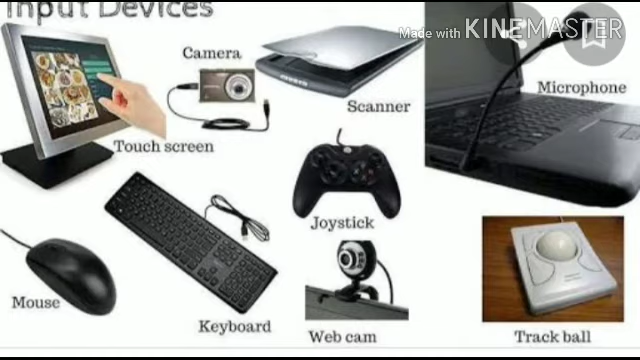 Input Devices
Made with KINEMASTER
Camera
Scanner
Microphone
Touch screen
Joystick
Mouse
Keyboard
Web cam
Track ball